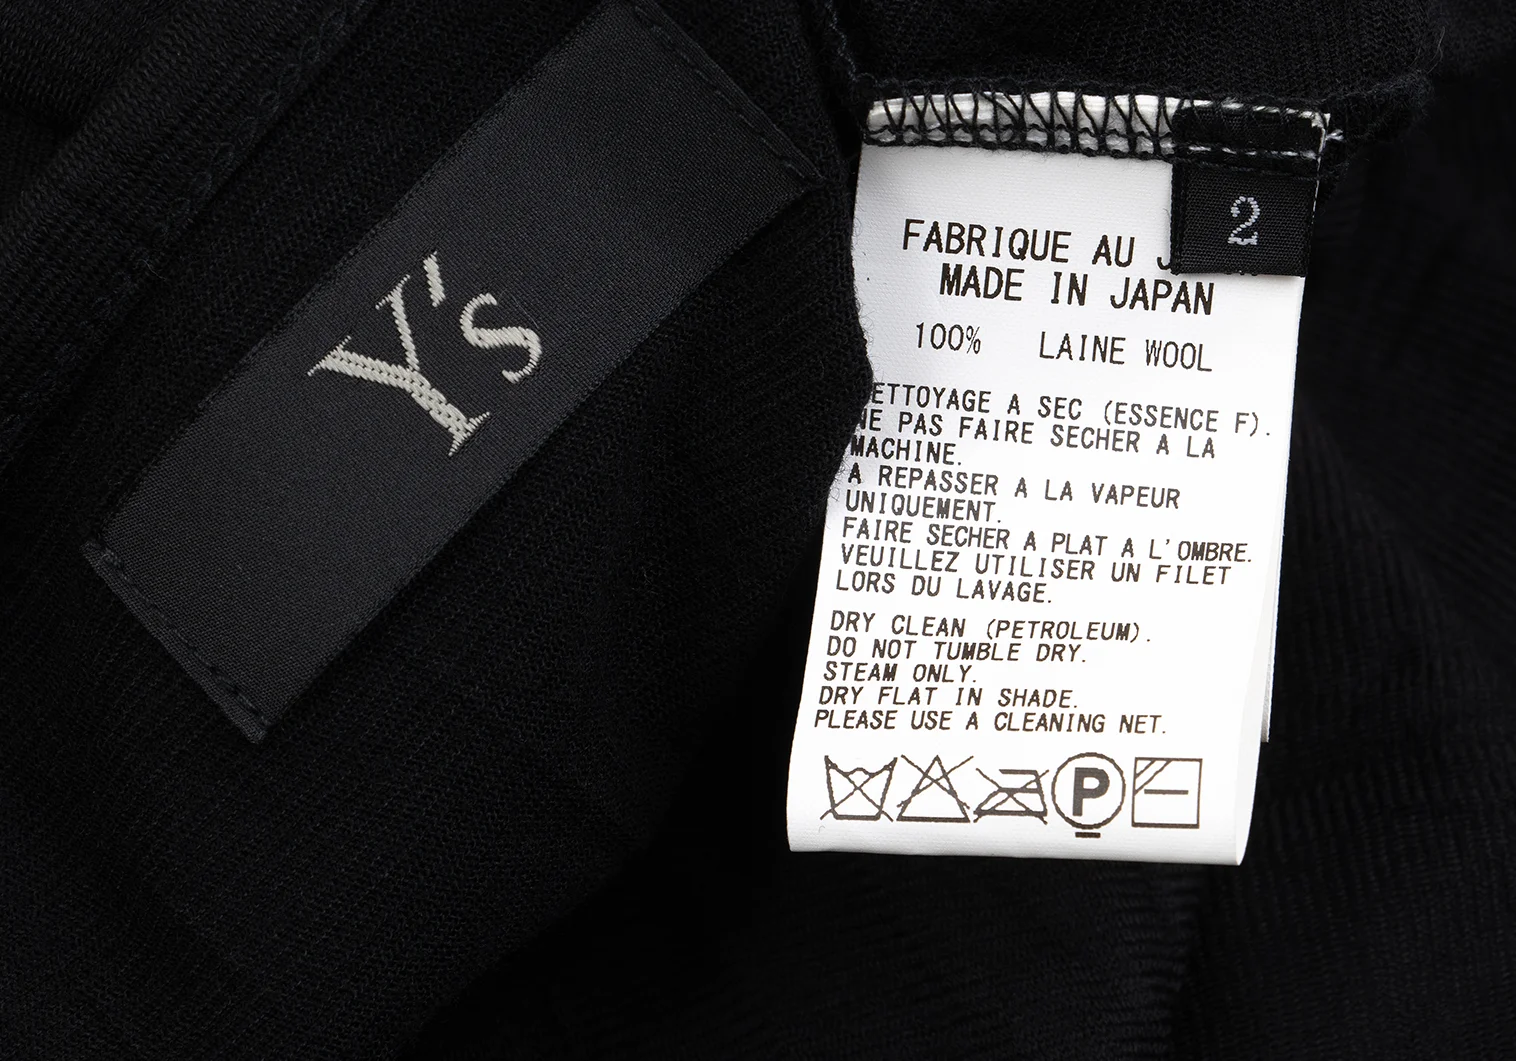 Y's
2
FABRIQUE AU
MADE IN JAPAN
100% LAINE WOOL
ETTOYAGE A SEC (ESSENCE F).
NE PAS FAIRE SECHER A LA
MACHINE.
A REPASSER A LA VAPEUR
UNIQUEMENT.
FAIRE SECHER A PLAT A L'OMBRE.
VEUILLEZ UTILISER UN FILET
LORS DU LAVAGE.
DRY CLEAN (PETROLEUM).
DO NOT TUMBLE DRY.
STEAM ONLY.
DRY FLAT IN SHADE.
PLEASE USE A CLEANING NET.
P